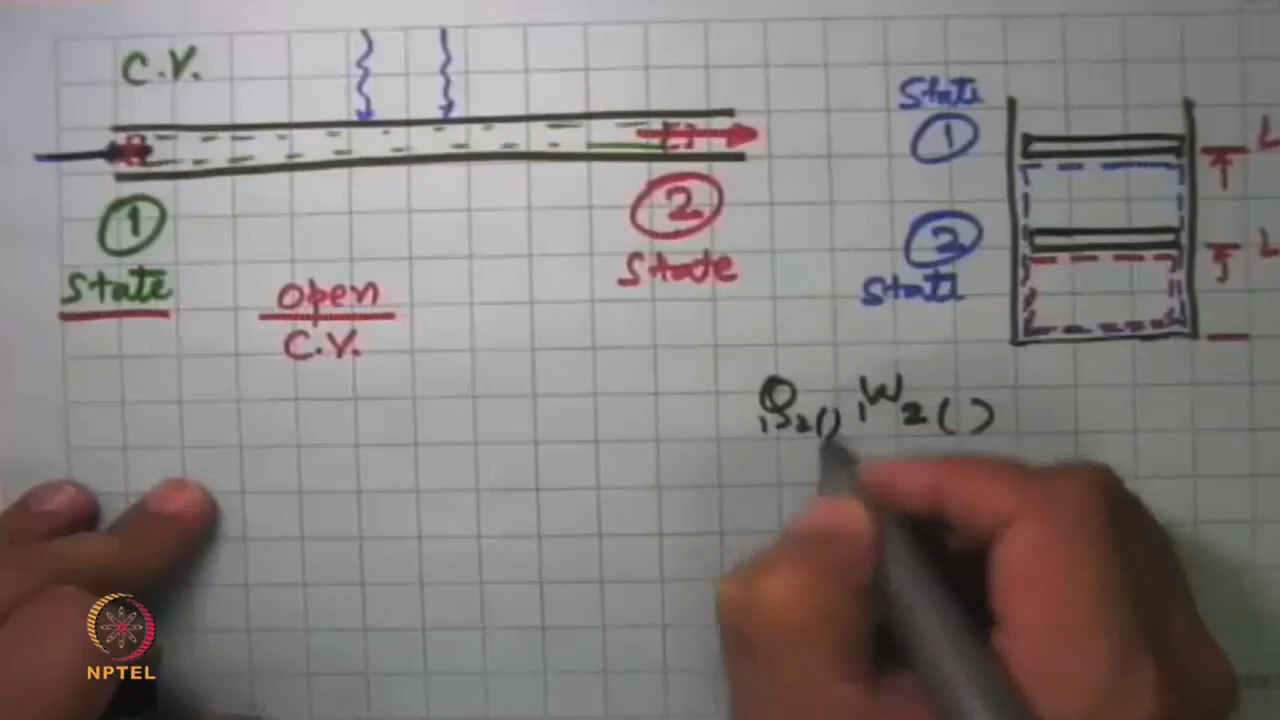 C.V.
1
State
Open
C.V.
2
State
State
1
2
State
L
L
₁Q₂( ) ₁W₂( )
NPTEL